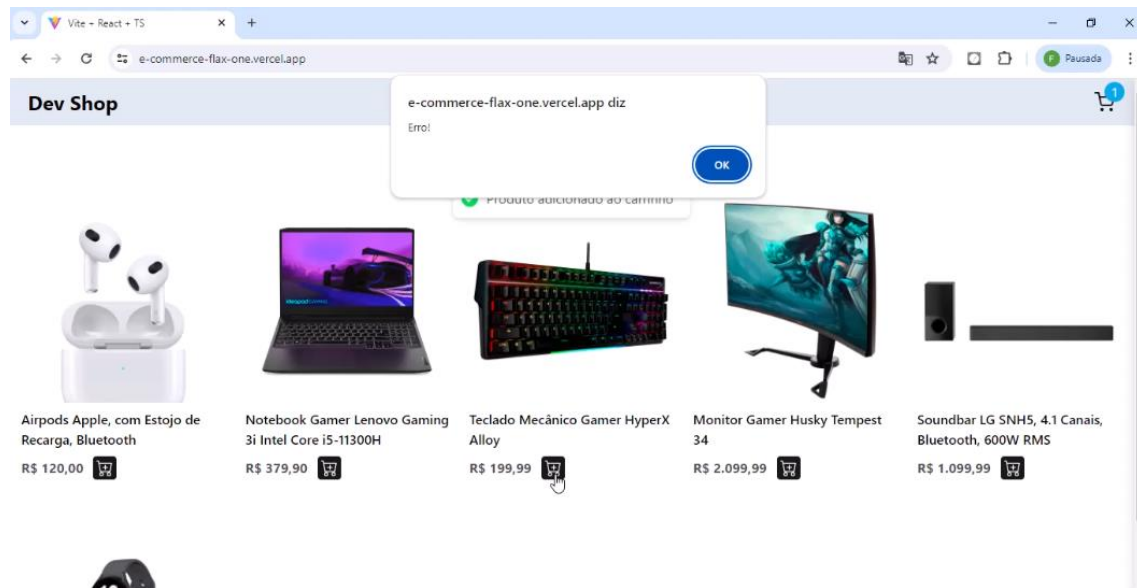 Vite + React + TS
e-commerce-flax-one.vercel.app
Pausada
Dev Shop
1
e-commerce-flax-one.vercel.app diz
Erro!
OK
Produto adicionado ao carrinho
Airpods Apple, com Estojo de
Recarga, Bluetooth
R$ 120,00
Notebook Gamer Lenovo Gaming
3i Intel Core i5-11300H
R$ 379,90
Teclado Mecânico Gamer HyperX
Alloy
R$ 199,99
Monitor Gamer Husky Tempest
34
R$ 2.099,99
Soundbar LG SNH5, 4.1 Canais,
Bluetooth, 600W RMS
R$ 1.099,99